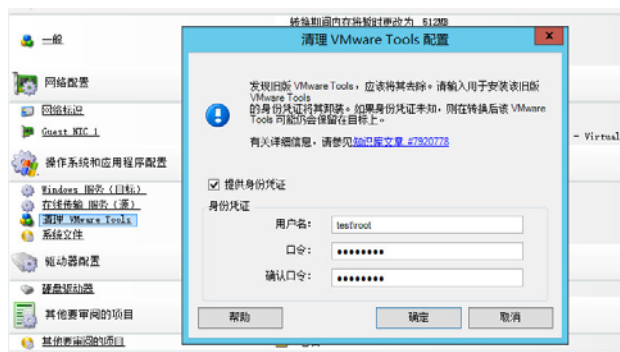 转换期间内存将暂时更改为 512MB
清理 VMware Tools 配置
x
一般
网络配置
网络标识
Guest NIC 1
操作系统和应用程序配置
Windows 服务（目标）
在线传输 服务（源）
清理 VMware Tools
系统文件
驱动器配置
硬盘驱动器
其他要审阅的项目
其他要审阅的项目
发现旧版 VMware Tools，应该将其去除。请输入用于安装该旧版
VMware Tools
的身份凭证将其卸装。如果身份凭证未知，则在转换后该 VMware
Tools 可能仍会保留在目标上。
有关详细信息，请参见知识库文章 #7920778
- Virtual
提供身份凭证
身份凭证
用户名：
test\root
口令：
●●●●●●●●
确认口令：
●●●●●●●●
帮助
确定
取消